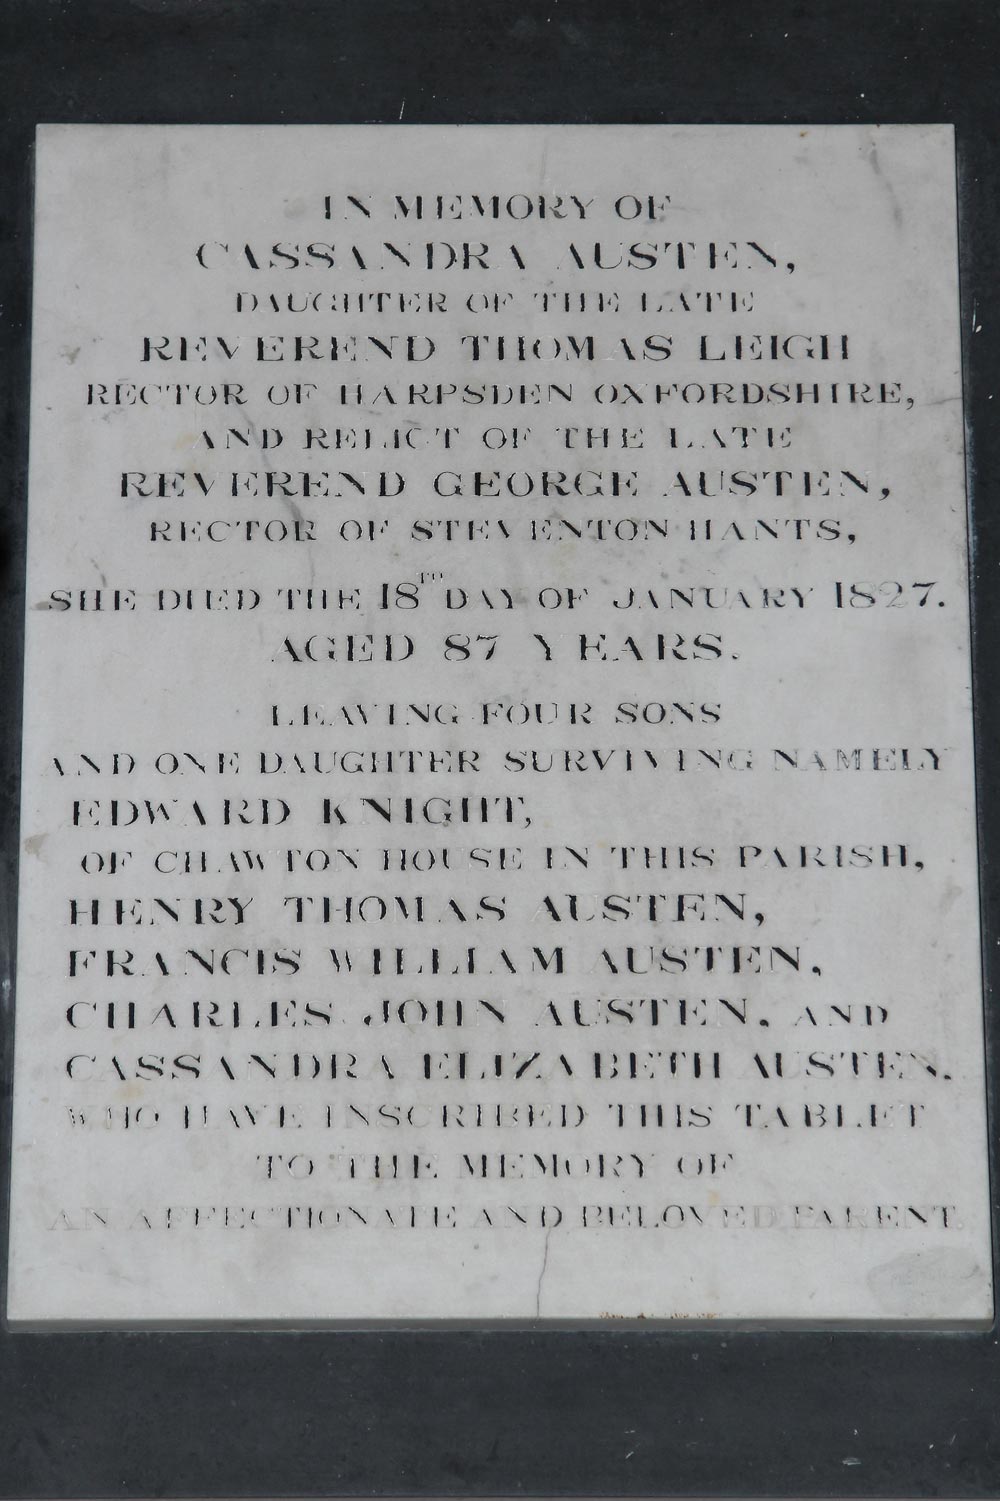 IN MEMORY OF
CASSANDRA AUSTEN,
DAUGHTER OF THE LATE
REVEREND THOMAS LEIGH
RECTOR OF HARPSDEN OXFORDSHIRE,
AND RELICT OF THE LATE
REVEREND GEORGE AUSTEN,
RECTOR OF STEVENTON HANTS,
SHE DIED THE 18TH DAY OF JANUARY 1827.
AGED 87 YEARS.
LEAVING FOUR SONS
AND ONE DAUGHTER SURVIVING NAMELY
EDWARD KNIGHT,
OF CHAWTON HOUSE IN THIS PARISH,
HENRY THOMAS AUSTEN,
FRANCIS WILLIAM AUSTEN,
CHARLES JOHN AUSTEN, AND
CASSANDRA ELIZABETH AUSTEN.
WHO HAVE INSCRIBED THIS TABLET
TO THE MEMORY OF
AN AFFECTIONATE AND BELOVED PARENT.